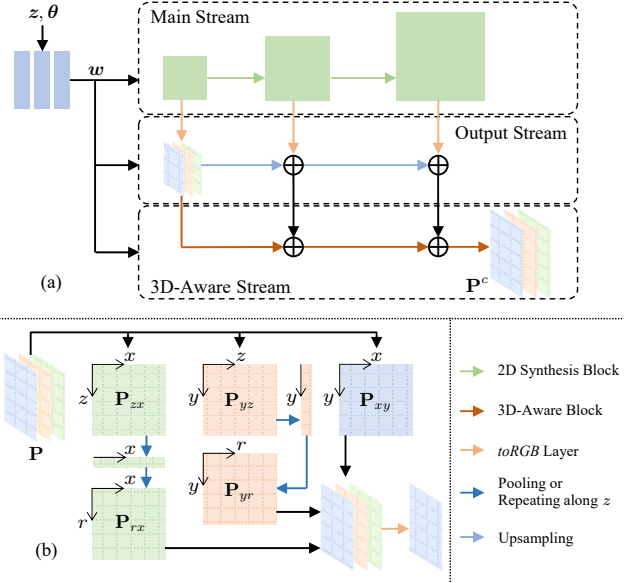 z, θ
w
Main Stream
Output Stream
3D-Aware Stream
P^c
(a)
P
x
z
P_zx
x
r
x
P_rx
z
y
P_yz
y
r
y
P_yr
x
y
P_xy
(b)
2D Synthesis Block
3D-Aware Block
toRGB Layer
Pooling or
Repeating along z
Upsampling